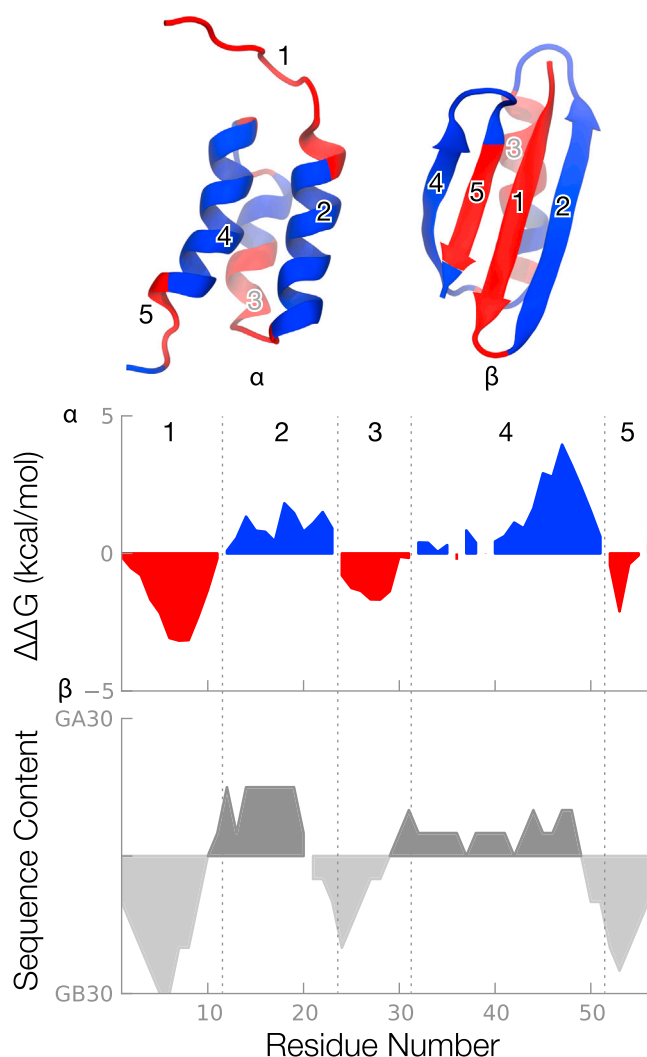 1
2
4
3
5
α
3
4
5
1
2
β
α
5
1
2
3
4
5
ΔΔG (kcal/mol)
0
β
−5
GA30
Sequence Content
GB30
10
20
30
40
50
Residue Number